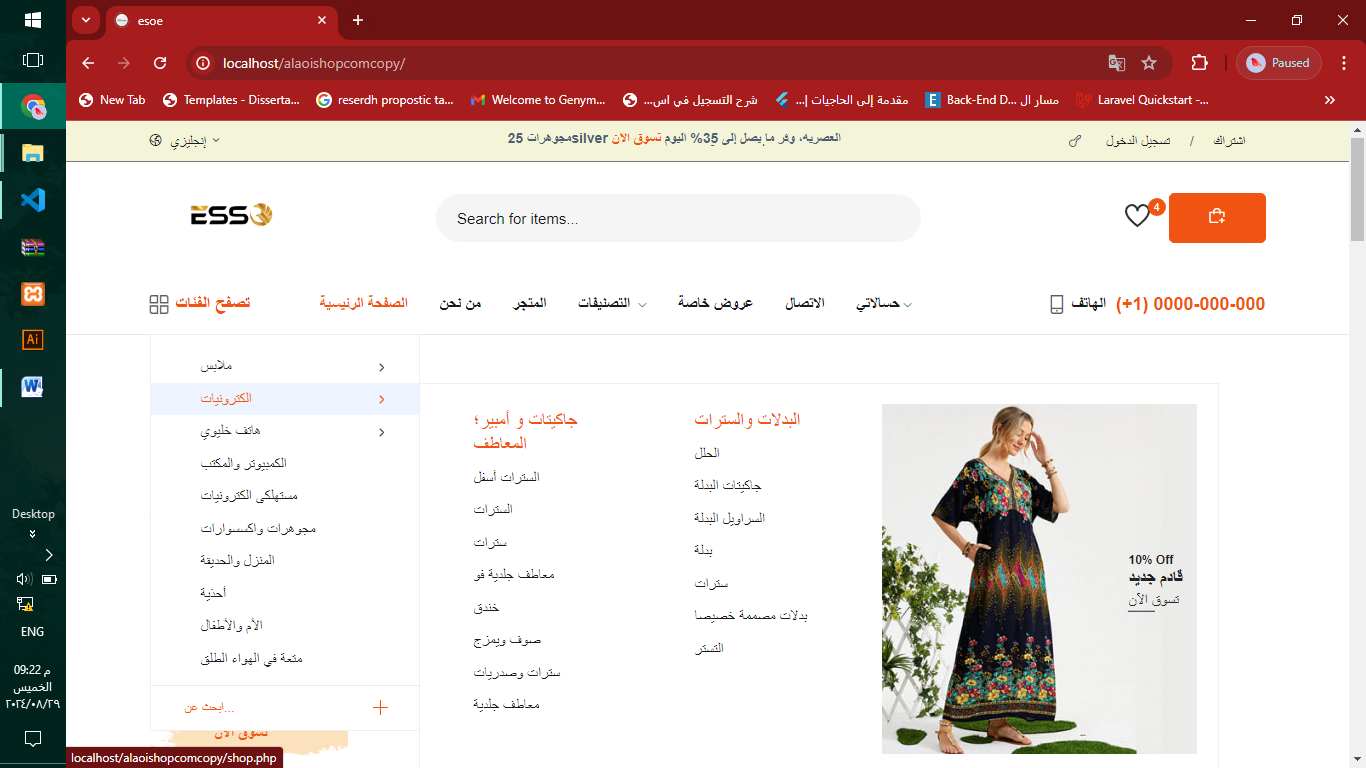 esoe
localhost/alaoishopcomcopy/
Paused
New Tab
Templates - Disserta...
reserdh propostic ta...
Welcome to Genym...
شرح التسجيل في اس...
مقدمة إلى الحاجيات |...
Back-End D... مسار ال
Laravel Quickstart -...
إنجليزي
العصريه، وفر ما يصل إلى 35% اليوم تسوق الان silverمجوهرات 25
تسجيل الدخول / اشتراك
ESS
Search for items...
4
تصفح الفئات
الصفحة الرئيسية
من نحن
المتجر
التصنيفات
عروض خاصة
الاتصال
حسالاتي
الهاتف
(+1) 0000-000-000
ملابس
الكترونيات
هاتف خليوي
الكمبيوتر والمكتب
مستهلكى الكترونيات
مجوهرات واكسسوارات
المنزل والحديقة
أحذية
الأم والأطفال
متعة في الهواء الطلق
ابحث عن...
تسوق الان
جاكيتات و أمبير؛
المعاطف
السترات أسفل
السترات
سترات
معاطف جلدية فو
خندق
صوف ويمزج
سترات وصدريات
معاطف جلدية
البدلات والسترات
الحلل
جاكيتات البدلة
السراويل البدلة
بدلة
سترات
بدلات مصممة خصيصا
التستر
10% Off
قادم جديد
تسوق الآن
localhost/alaoishopcomcopy/shop.php
Desktop
ENG
09:22 م
الخميس
٢٠٢٤/٠٨/٢٩
Ai
W